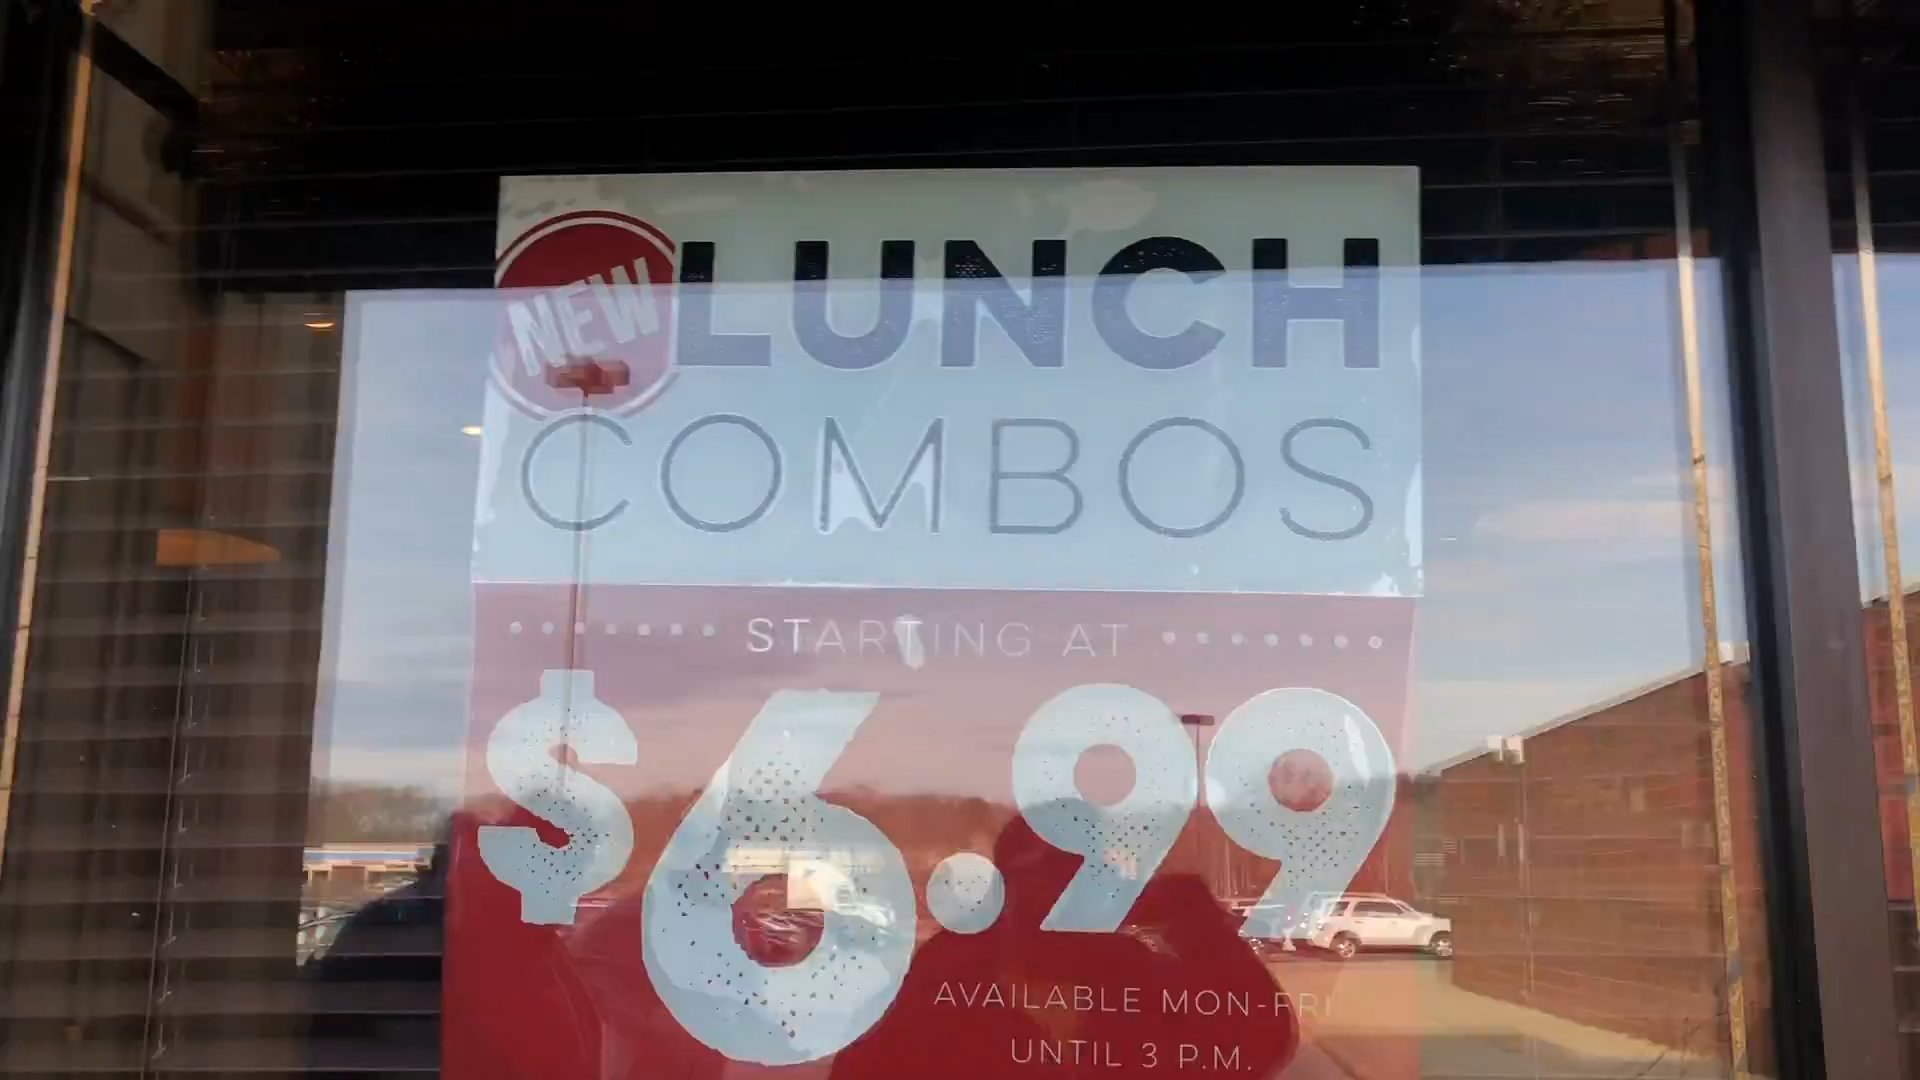 NEW
LUNCH
COMBOS
STARTING AT
$6.99
AVAILABLE MON-FRI
UNTIL 3 P.M.